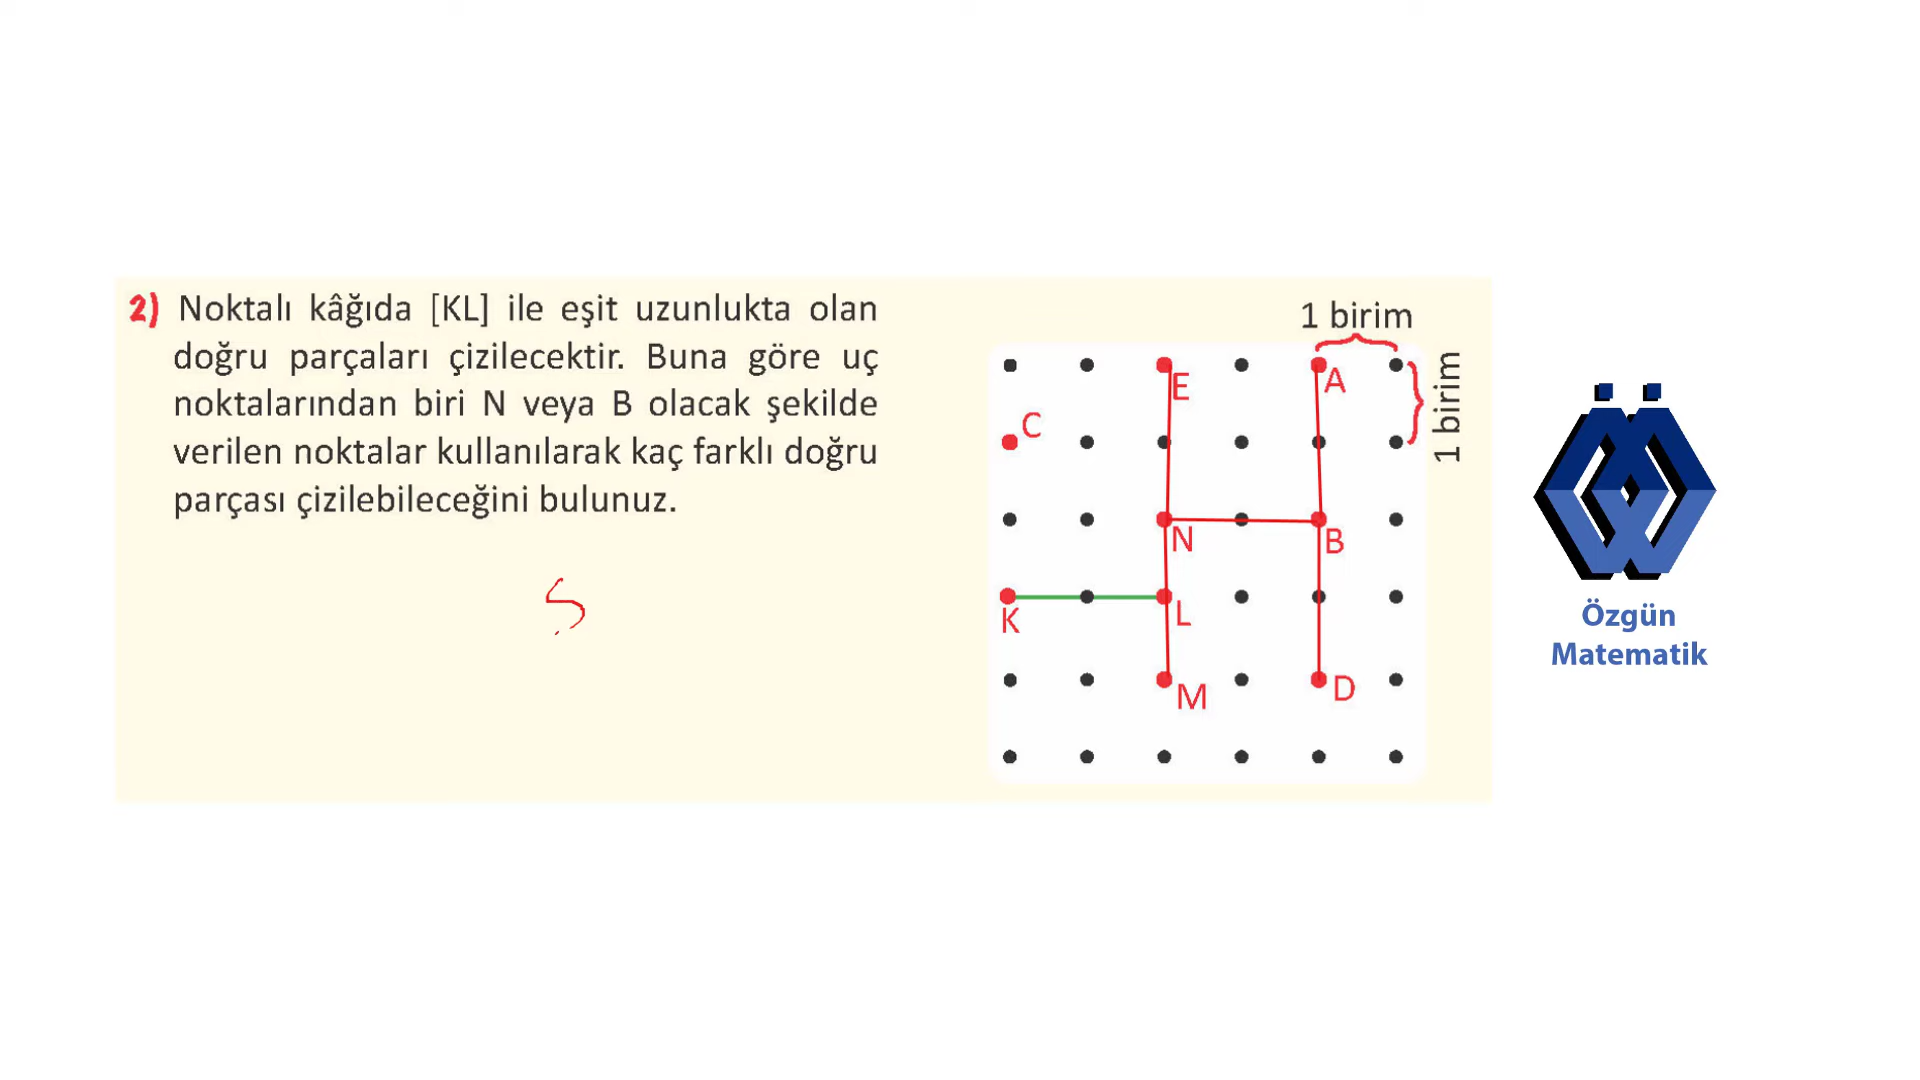 2) Noktalı kâğıda [KL] ile eşit uzunlukta olan
doğru parçaları çizilecektir. Buna göre uç
noktalarından biri N veya B olacak şekilde
verilen noktalar kullanılarak kaç farklı doğru
parçası çizilebileceğini bulunuz.
5
1 birim
1 birim
E
A
C
N
B
K
L
M
D
Özgün
Matematik